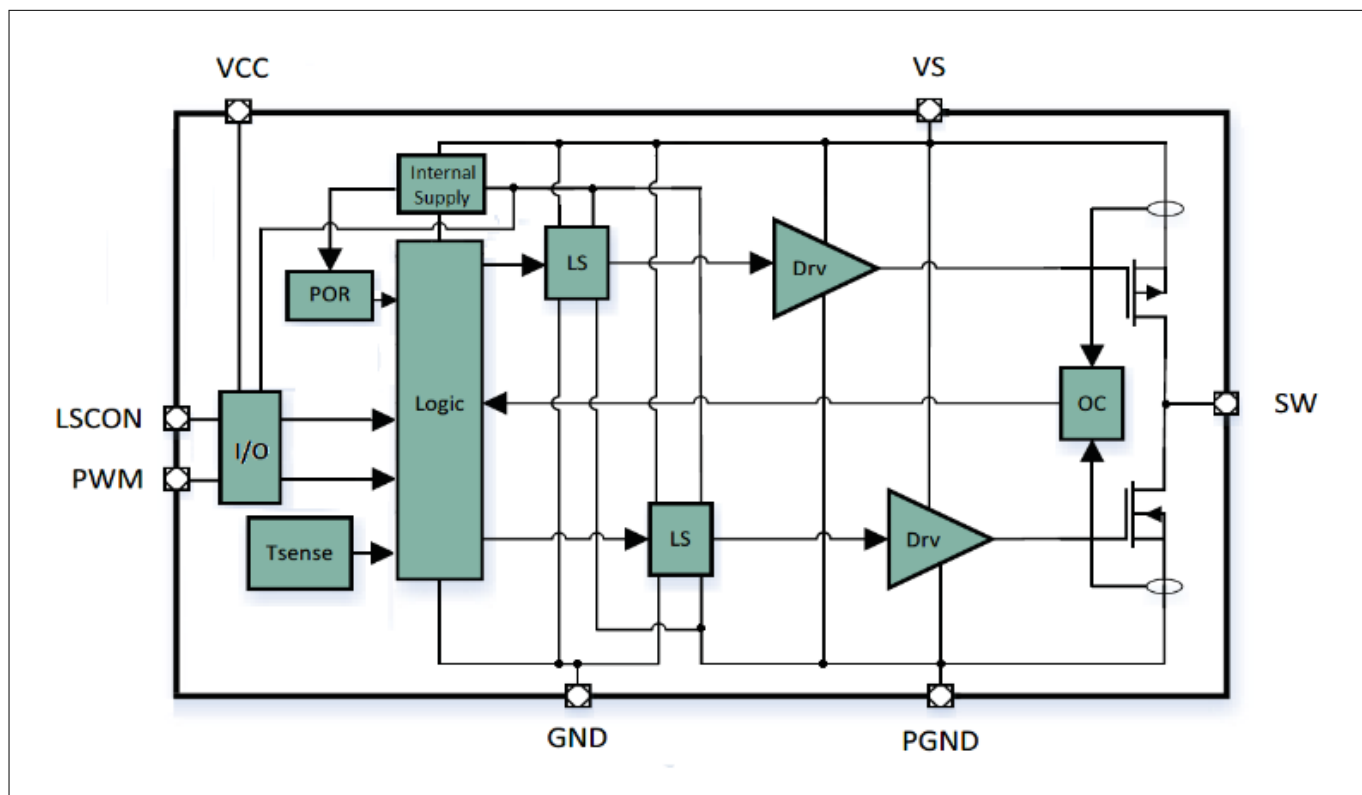 VCC
VS
Internal
Supply
LS
Drv
POR
Logic
OC
SW
LSCON
I/O
PWM
LS
Drv
Tsense
GND
PGND